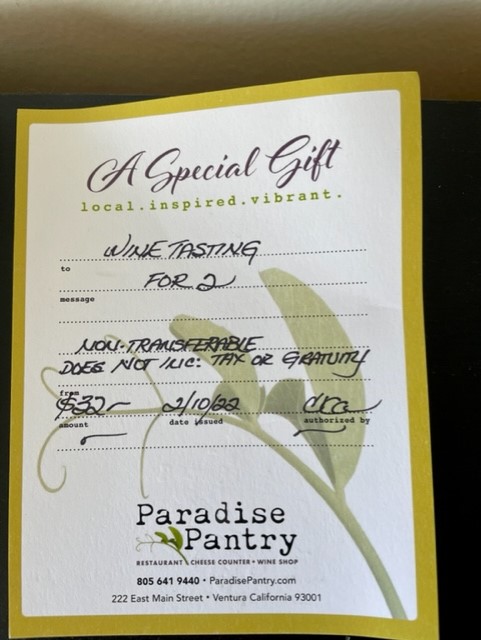 A Special Gift
local.inspired.vibrant.
WINE TASTING
to
FOR 2
message
NON-TRANSFERABLE
DOES NOT INC: TAX OR GRATUITY
from
$32- 2/10/22
amount date issued authorized by
Paradise
Pantry
RESTAURANT • CHEESE COUNTER • WINE SHOP
805 641 9440 • ParadisePantry.com
222 East Main Street • Ventura California 93001